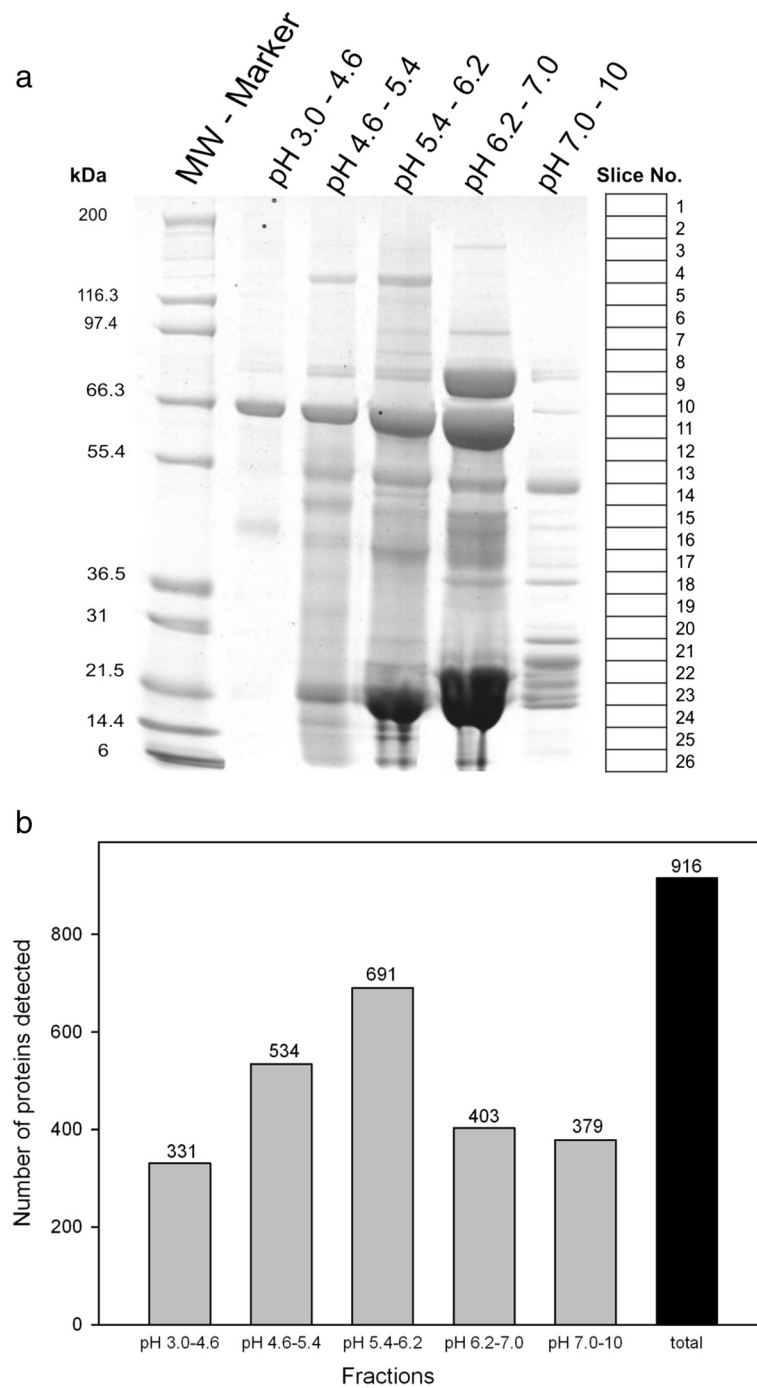 a
MW - Marker
pH 3.0 - 4.6
pH 4.6 - 5.4
pH 5.4 - 6.2
pH 6.2 - 7.0
pH 7.0 - 10
kDa
Slice No.
200
116.3
97.4
66.3
55.4
36.5
31
21.5
14.4
6
1
2
3
4
5
6
7
8
9
10
11
12
13
14
15
16
17
18
19
20
21
22
23
24
25
26
b
Number of proteins detected
800
600
400
200
0
331
534
691
403
379
916
pH 3.0-4.6
pH 4.6-5.4
pH 5.4-6.2
pH 6.2-7.0
pH 7.0-10
total
Fractions